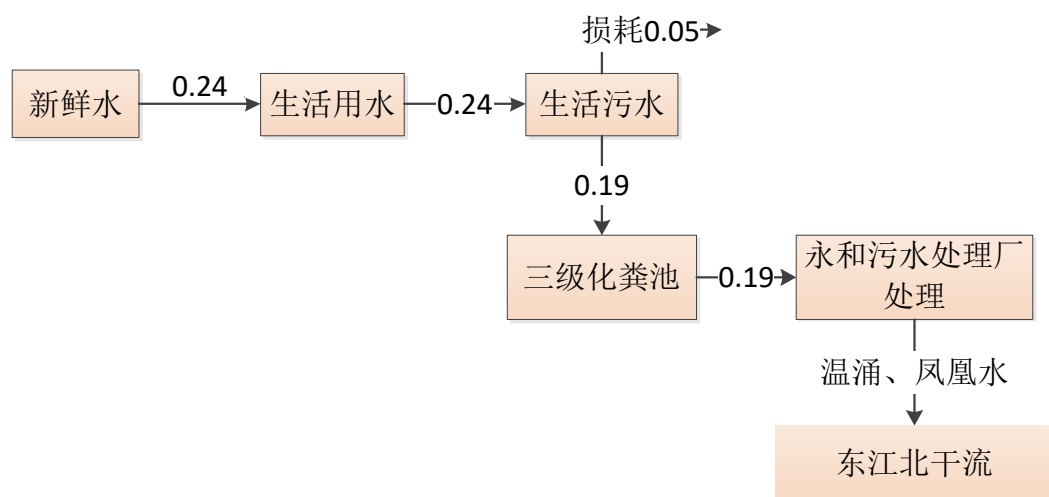 损耗0.05
新鲜水
0.24
生活用水
0.24
生活污水
0.19
三级化粪池
0.19
永和污水处理厂
处理
温涌、凤凰水
东江北干流